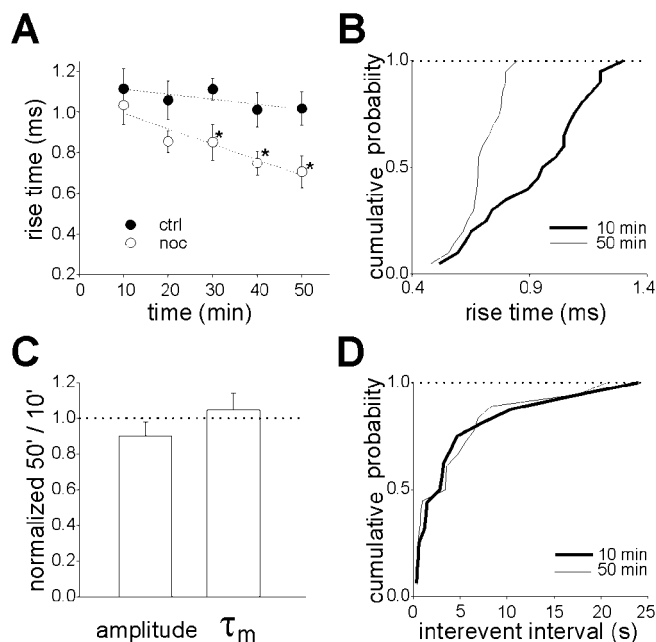 A
rise time (ms)
1.2
1.0
0.8
0.6
0.4
0.2
* * *
ctrl
noc
0 10 20 30 40 50
time (min)
B
cumulative probabiity
1.0
0.5
0.0
10 min
50 min
0.4 0.9 1.4
rise time (ms)
C
normalized 50' / 10'
1.2
1.0
0.8
0.6
0.4
0.2
0.0
amplitude τm
D
cumulative probability
1.0
0.5
0.0
10 min
50 min
0 5 10 15 20 25
interevent interval (s)